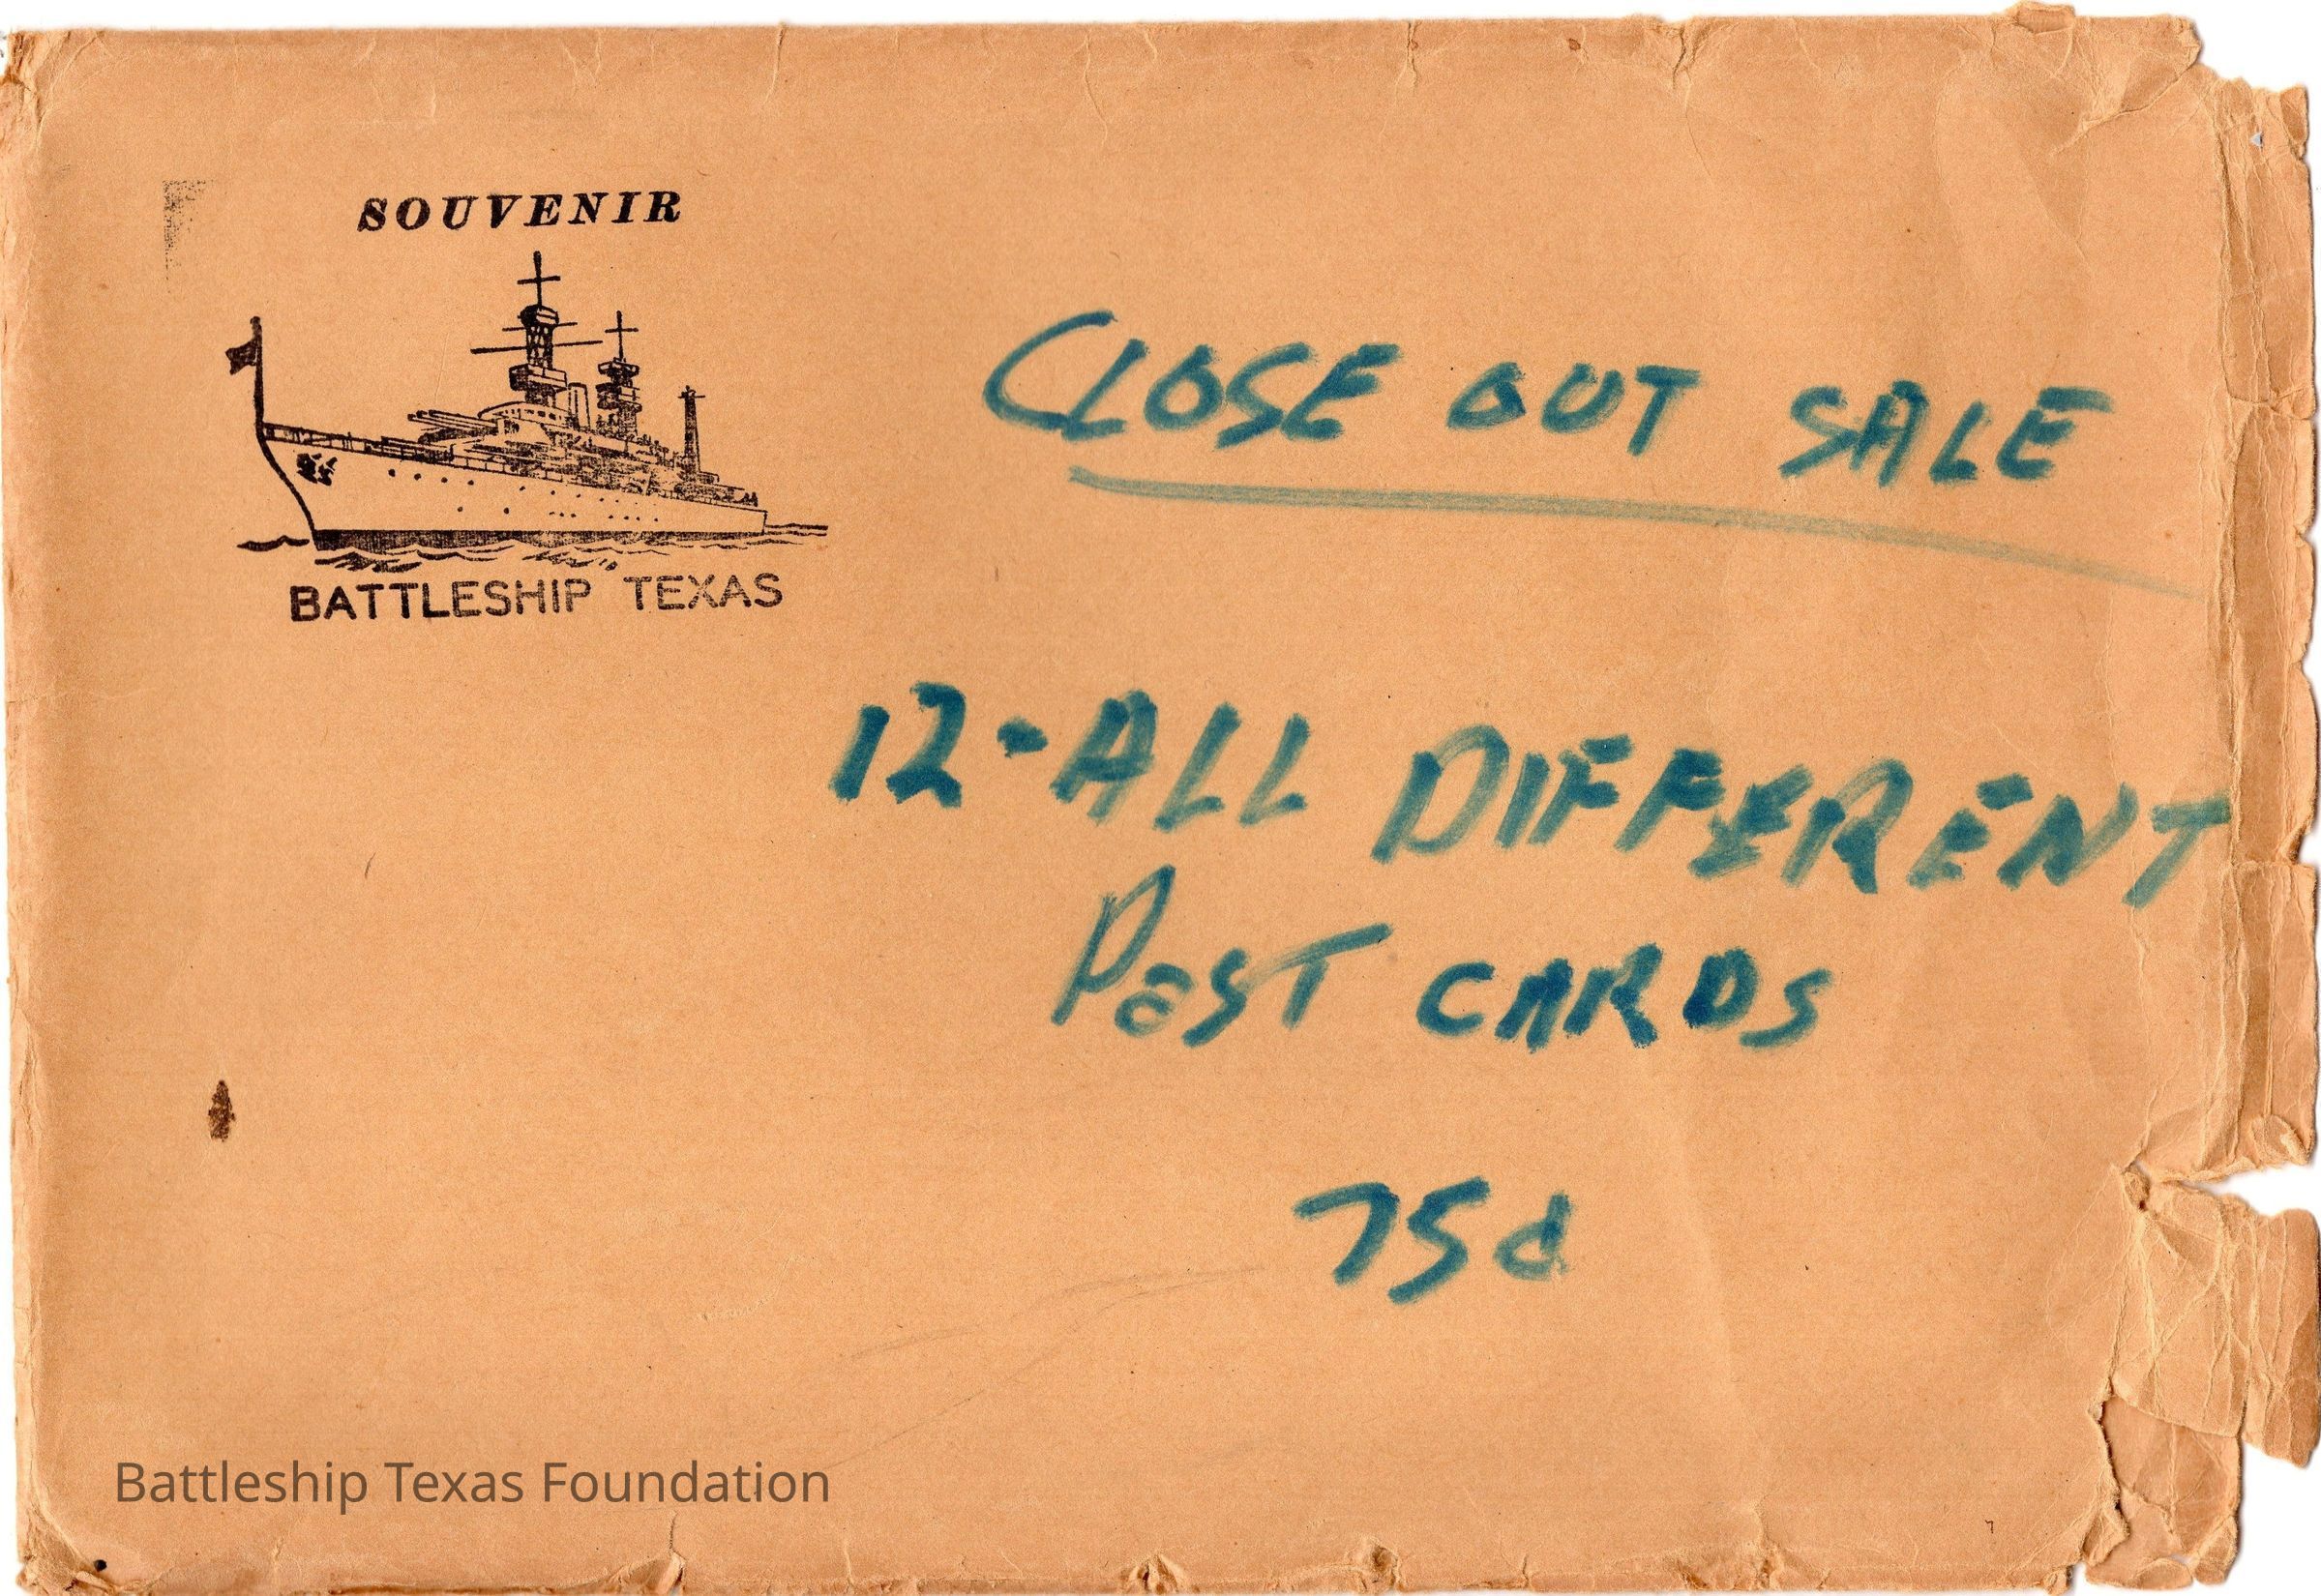 SOUVENIR
BATTLESHIP TEXAS
CLOSE OUT SALE
12-ALL DIFFERENT
POST CARDS
75¢
Battleship Texas Foundation